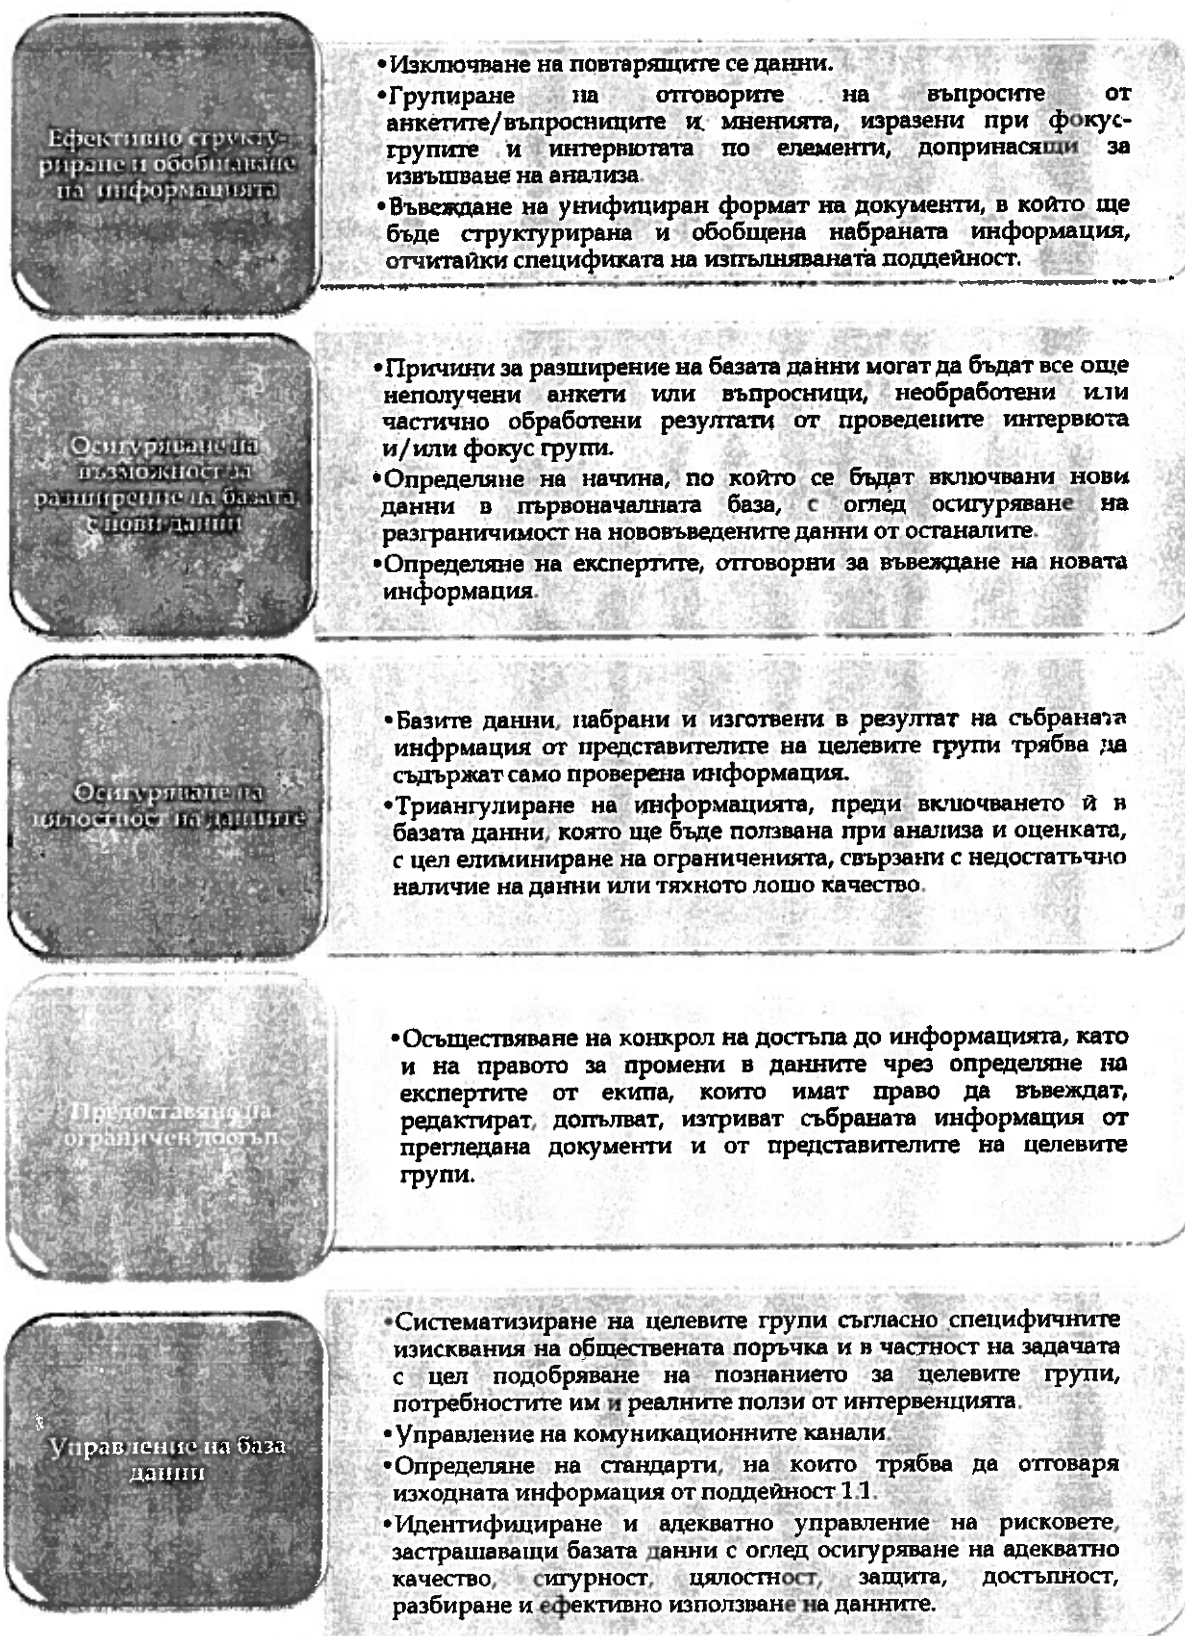 Ефективно структу-
риране и обобщаване
на информацията
•Изключване на повтарящите се данни.
•Групиране на отговорите на въпросите от
анкетите/въпросниците и мненията, изразени при фокус-
групите и интервютата по елементи, допринасящи за
извъшване на анализа.
•Въвеждане на унифициран формат на документи, в който ще
бъде структурирана и обобщена набраната информация,
отчитайки спецификата на изпълняваната поддейност.
Осигуряване на
възможност за
разширение на базата
с нови данни
•Причини за разширение на базата данни могат да бъдат все още
неполучени анкети или въпросници, необработени или
частично обработени резултати от проведените интервюта
и/или фокус групи.
•Определяне на начина, по който се бъдат включвани нови
данни в първоначалната база, с оглед осигуряване на
разграничимост на нововъведените данни от останалите.
•Определяне на експертите, отговорни за въвеждане на новата
информация.
Осигуряване на
цялостност на данните
•Базите данни, набрани и изготвени в резултат на събраната
инфрмация от представителите на целевите групи трябва да
съдържат само проверена информация.
•Триангулиране на информацията, преди включването й в
базата данни, която ще бъде ползвана при анализа и оценката,
с цел елиминиране на ограниченията, свързани с недостатъчно
наличие на данни или тяхното лошо качество.
Предоставяне на
ограничен достъп
•Осъществяване на конкрол на достъпа до информацията, като
и на правото за промени в данните чрез определяне на
експертите от екипа, които имат право да въвеждат,
редактират, допълват, изтриват събраната информация от
прегледана документи и от представителите на целевите
групи.
Управление на база
данни
•Систематизиране на целевите групи съгласно специфичните
изисквания на обществената поръчка и в частност на задачата
с цел подобряване на познанието за целевите групи,
потребностите им и реалните ползи от интервенцията.
•Управление на комуникационните канали.
•Определяне на стандарти, на които трябва да отговаря
изходната информация от поддейност 1.1.
•Идентифициране и адекватно управление на рисковете,
застрашаващи базата данни с оглед осигуряване на адекватно
качество, сигурност, цялостност, защита, достъпност,
разбиране и ефективно използване на данните.